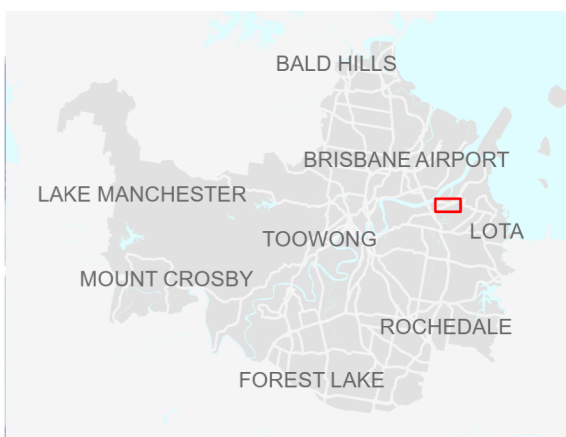 BALD HILLS
BRISBANE AIRPORT
LAKE MANCHESTER
LOTA
TOOWONG
MOUNT CROSBY
ROCHEDALE
FOREST LAKE